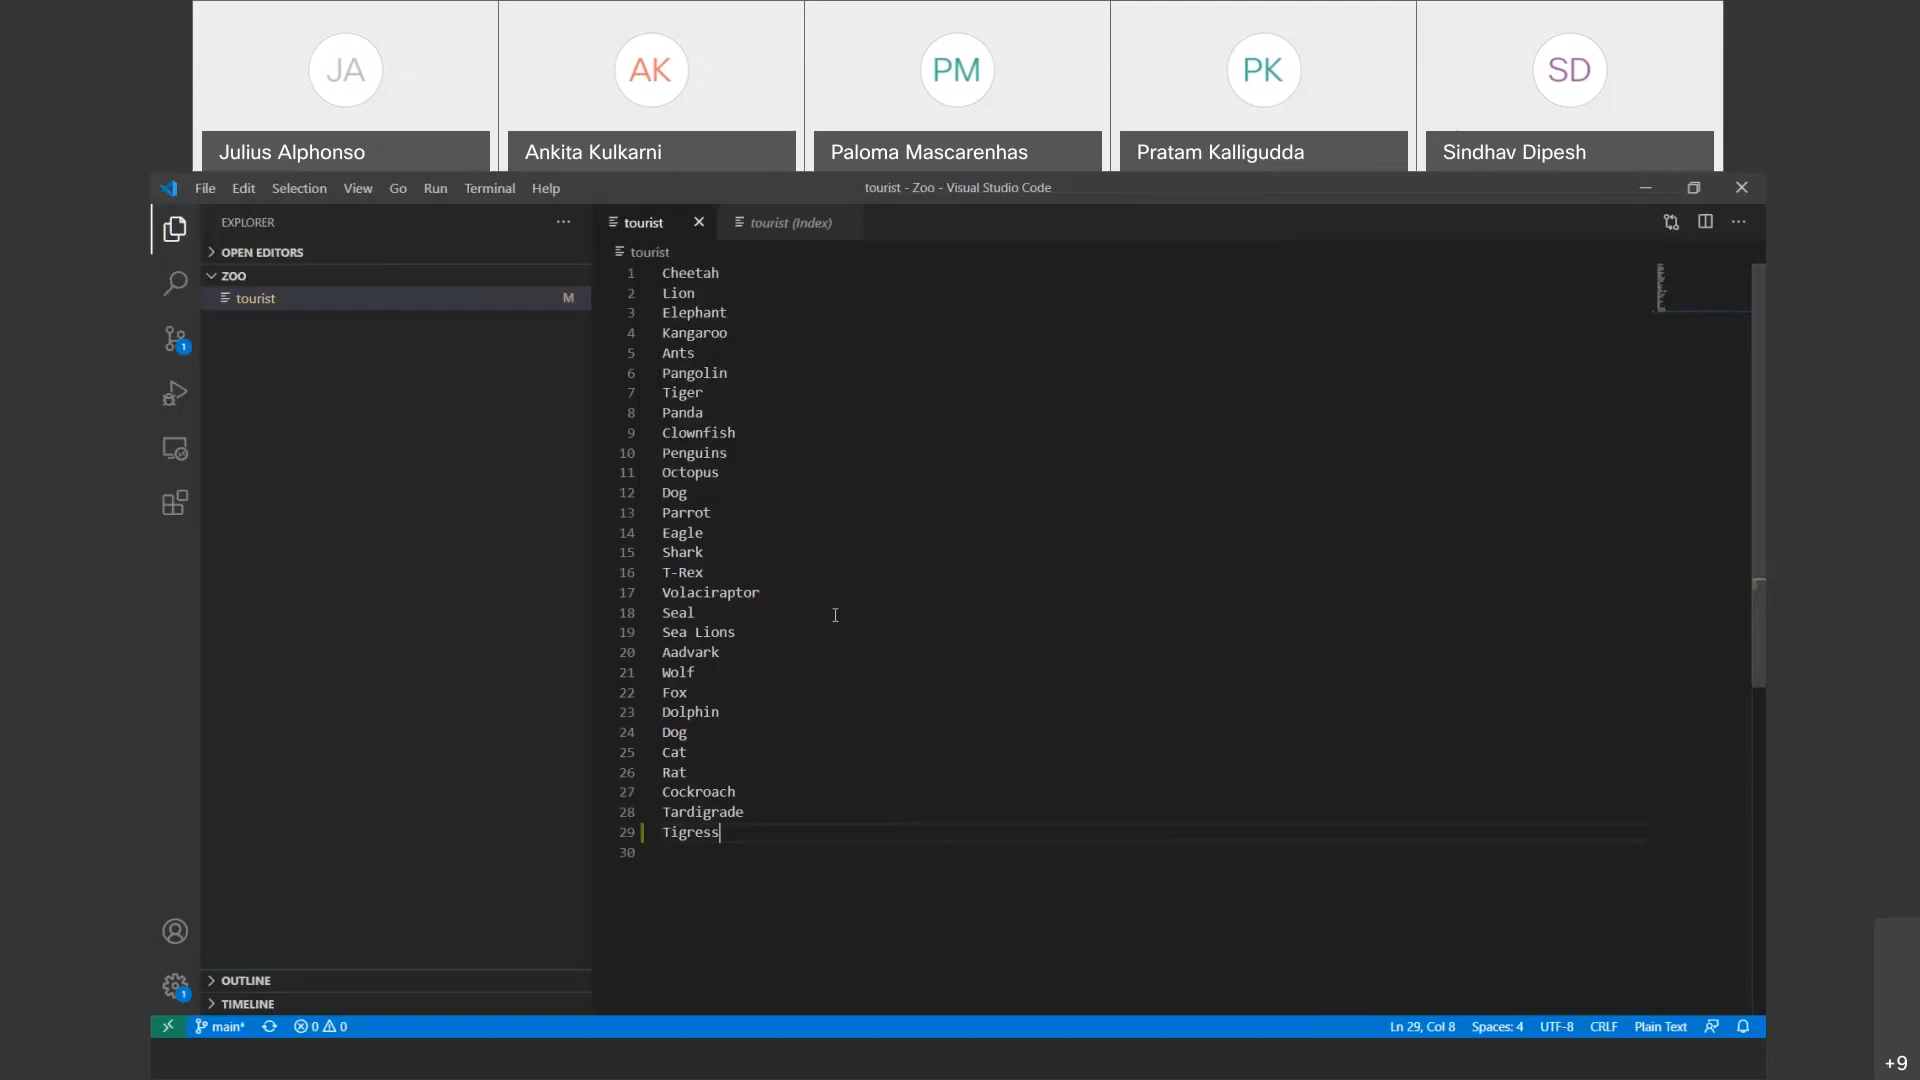 JA
AK
PM
PK
SD
Julius Alphonso
Ankita Kulkarni
Paloma Mascarenhas
Pratam Kalligudda
Sindhav Dipesh
File Edit Selection View Go Run Terminal Help
tourist - Zoo - Visual Studio Code
EXPLORER
tourist
tourist (Index)
OPEN EDITORS
tourist
ZOO
tourist M
1 Cheetah
2 Lion
3 Elephant
4 Kangaroo
5 Ants
6 Pangolin
7 Tiger
8 Panda
9 Clownfish
10 Penguins
11 Octopus
12 Dog
13 Parrot
14 Eagle
15 Shark
16 T-Rex
17 Volaciraptor
18 Seal
19 Sea Lions
20 Aadvark
21 Wolf
22 Fox
23 Dolphin
24 Dog
25 Cat
26 Rat
27 Cockroach
28 Tardigrade
29 Tigress
30
1
1
OUTLINE
TIMELINE
main* 0 0
Ln 29, Col 8 Spaces: 4 UTF-8 CRLF Plain Text
+9